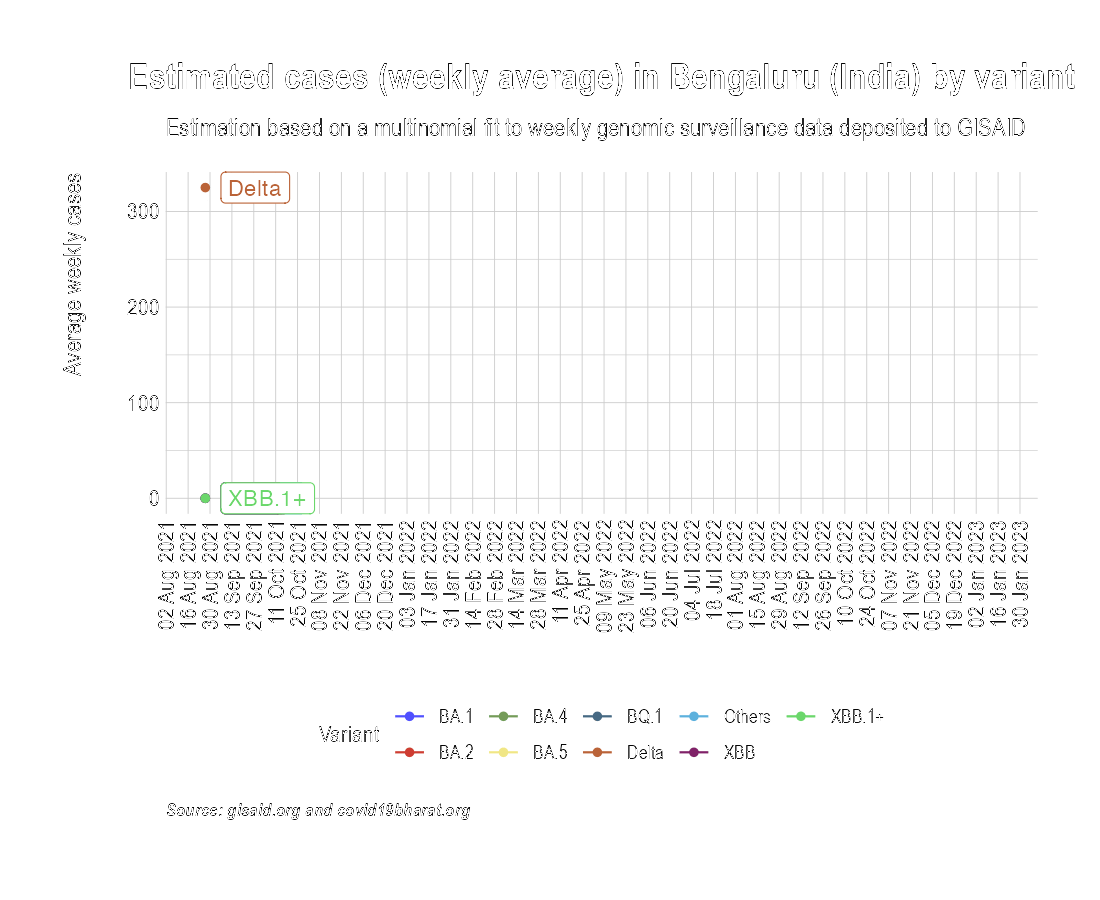 Estimated cases (weekly average) in Bengaluru (India) by variant
Estimation based on a multinomial fit to weekly genomic surveillance data deposited to GISAID
Average weekly cases
300
200
100
0
Delta
XBB.1+
02 Aug 2021
16 Aug 2021
30 Aug 2021
13 Sep 2021
27 Sep 2021
11 Oct 2021
25 Oct 2021
08 Nov 2021
22 Nov 2021
06 Dec 2021
20 Dec 2021
03 Jan 2022
17 Jan 2022
31 Jan 2022
14 Feb 2022
28 Feb 2022
14 Mar 2022
28 Mar 2022
11 Apr 2022
25 Apr 2022
09 May 2022
23 May 2022
06 Jun 2022
20 Jun 2022
04 Jul 2022
18 Jul 2022
01 Aug 2022
15 Aug 2022
29 Aug 2022
12 Sep 2022
26 Sep 2022
10 Oct 2022
24 Oct 2022
07 Nov 2022
21 Nov 2022
05 Dec 2022
19 Dec 2022
02 Jan 2023
16 Jan 2023
30 Jan 2023
Variant
BA.1 BA.4 BQ.1 Others XBB.1+
BA.2 BA.5 Delta XBB
Source: gisaid.org and covid19bharat.org